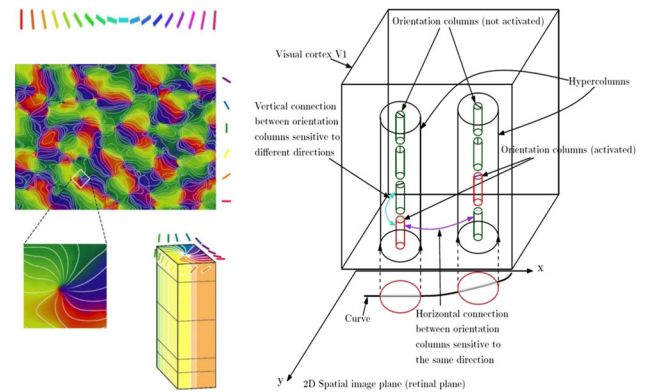 Orientation columns (not activated)
Visual cortex V1
Hypercolumns
Vertical connection
between orientation
columns sensitive to
different directions
Orientation columns (activated)
x
Curve
Horizontal connection
between orientation
columns sensitive to
the same direction
y
2D Spatial image plane (retinal plane)